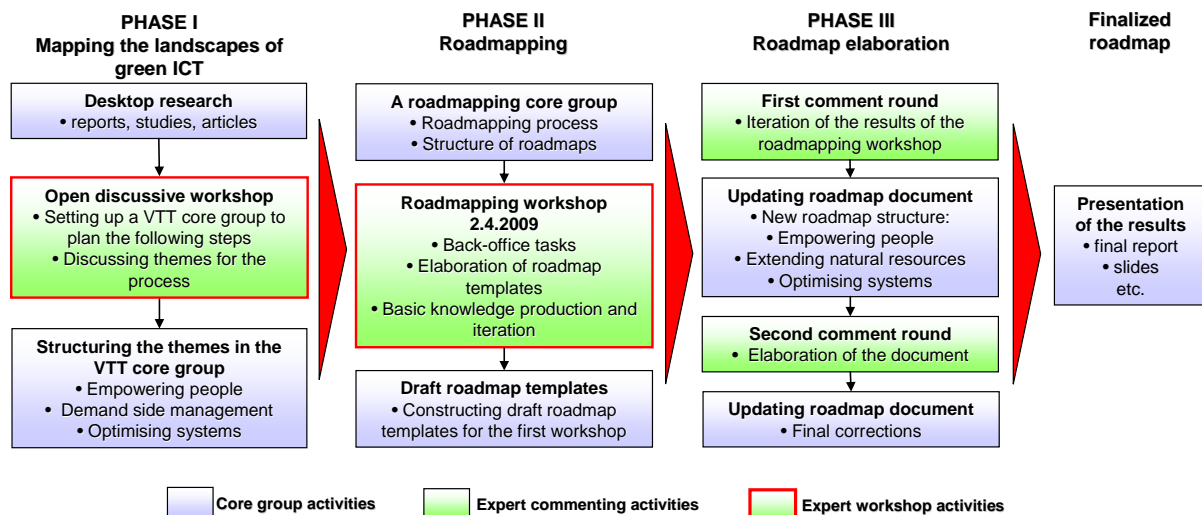 PHASE I
Mapping the landscapes of
green ICT
Desktop research
• reports, studies, articles
Open discussive workshop
• Setting up a VTT core group to
plan the following steps
• Discussing themes for the
process
Structuring the themes in the
VTT core group
• Empowering people
• Demand side management
• Optimising systems
PHASE II
Roadmapping
A roadmapping core group
• Roadmapping process
• Structure of roadmaps
Roadmapping workshop
2.4.2009
• Back-office tasks
• Elaboration of roadmap
templates
• Basic knowledge production and
iteration
Draft roadmap templates
• Constructing draft roadmap
templates for the first workshop
PHASE III
Roadmap elaboration
First comment round
• Iteration of the results of the
roadmapping workshop
Updating roadmap document
• New roadmap structure:
• Empowering people
• Extending natural resources
• Optimising systems
Second comment round
• Elaboration of the document
Updating roadmap document
• Final corrections
Finalized
roadmap
Presentation
of the results
• final report
• slides
etc.
Core group activities
Expert commenting activities
Expert workshop activities